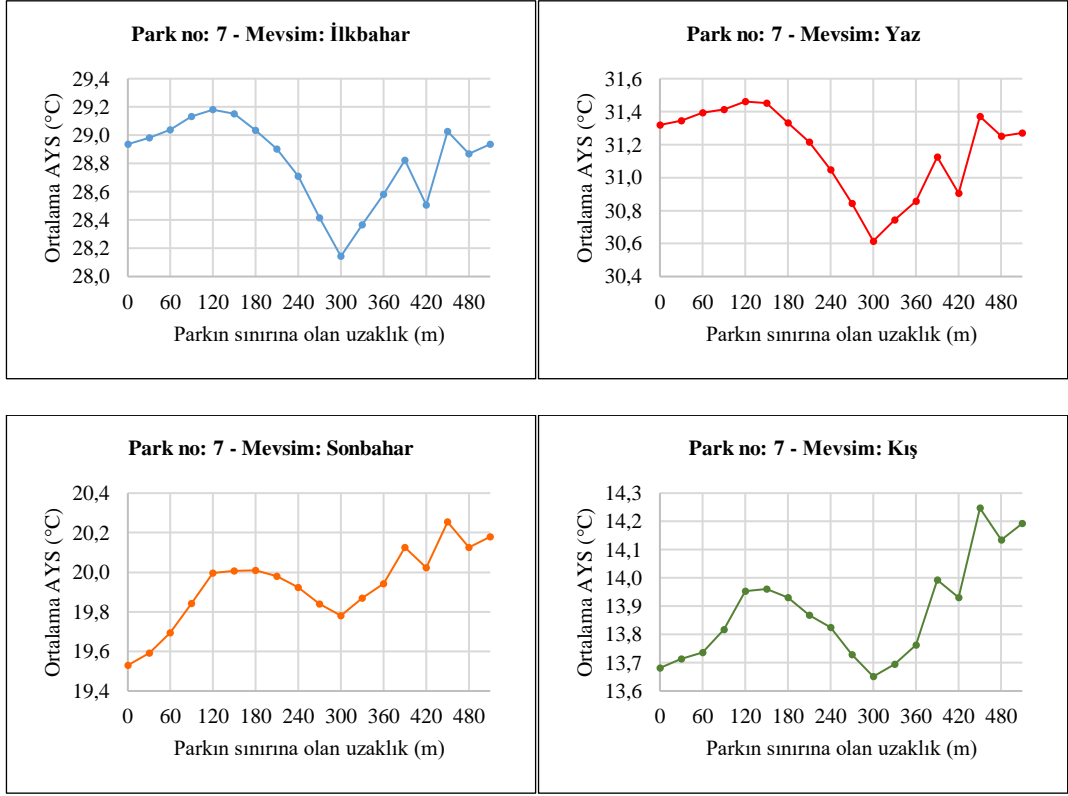 Park no: 7 - Mevsim: İlkbahar
Ortalama AYS (°C)
29,4
29,2
29,0
28,8
28,6
28,4
28,2
28,0
0 60 120 180 240 300 360 420 480
Parkın sınırına olan uzaklık (m)
Park no: 7 - Mevsim: Yaz
Ortalama AYS (°C)
31,6
31,4
31,2
31,0
30,8
30,6
30,4
0 60 120 180 240 300 360 420 480
Parkın sınırına olan uzaklık (m)
Park no: 7 - Mevsim: Sonbahar
Ortalama AYS (°C)
20,4
20,2
20,0
19,8
19,6
19,4
0 60 120 180 240 300 360 420 480
Parkın sınırına olan uzaklık (m)
Park no: 7 - Mevsim: Kış
Ortalama AYS (°C)
14,3
14,2
14,1
14,0
13,9
13,8
13,7
13,6
0 60 120 180 240 300 360 420 480
Parkın sınırına olan uzaklık (m)